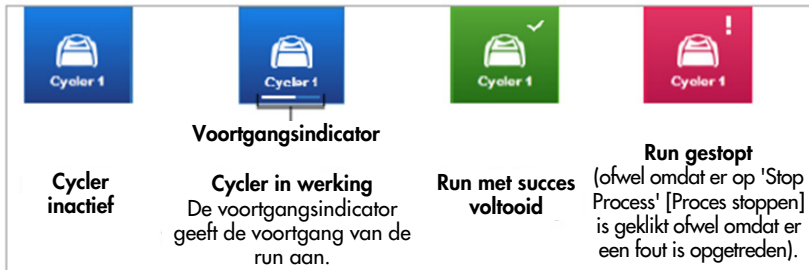 Cycler 1
Cycler 1
Cycler 1
Cycler 1
Voortgangsindicator
Cycler
inactief
Cycler in werking
De voortgangsindicator
geeft de voortgang van de
run aan.
Run met succes
voltooid
Run gestopt
(ofwel omdat er op 'Stop
Process' [Proces stoppen]
is geklikt ofwel omdat er
een fout is opgetreden).